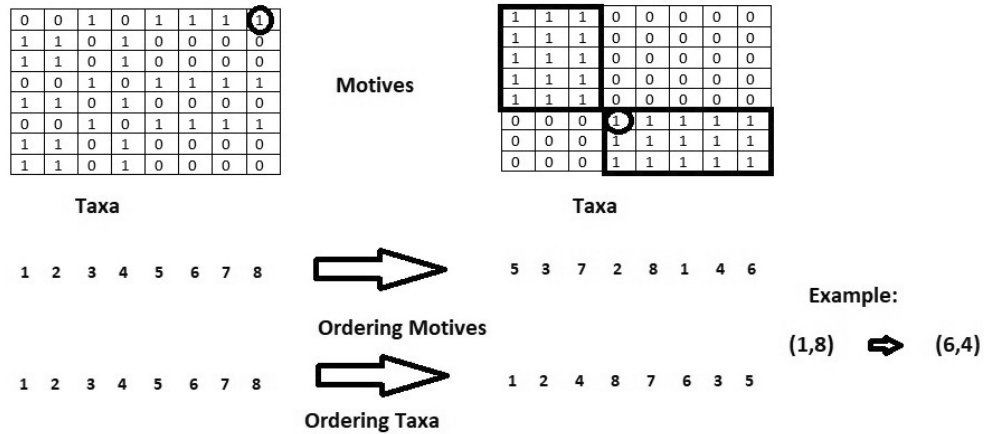 0 0 1 0 1 1 1 1
1 1 0 1 0 0 0 0
1 1 0 1 0 0 0 0
0 0 1 0 1 1 1 1
1 1 0 1 0 0 0 0
0 0 1 0 1 1 1 1
1 1 0 1 0 0 0 0
1 1 0 1 0 0 0 0
Motives
1 1 1 0 0 0 0 0
1 1 1 0 0 0 0 0
1 1 1 0 0 0 0 0
1 1 1 0 0 0 0 0
1 1 1 0 0 0 0 0
0 0 0 1 1 1 1 1
0 0 0 1 1 1 1 1
0 0 0 1 1 1 1 1
Taxa
Taxa
1 2 3 4 5 6 7 8
5 3 7 2 8 1 4 6
Ordering Motives
Example:
(1,8)
(6,4)
1 2 3 4 5 6 7 8
1 2 4 8 7 6 3 5
Ordering Taxa